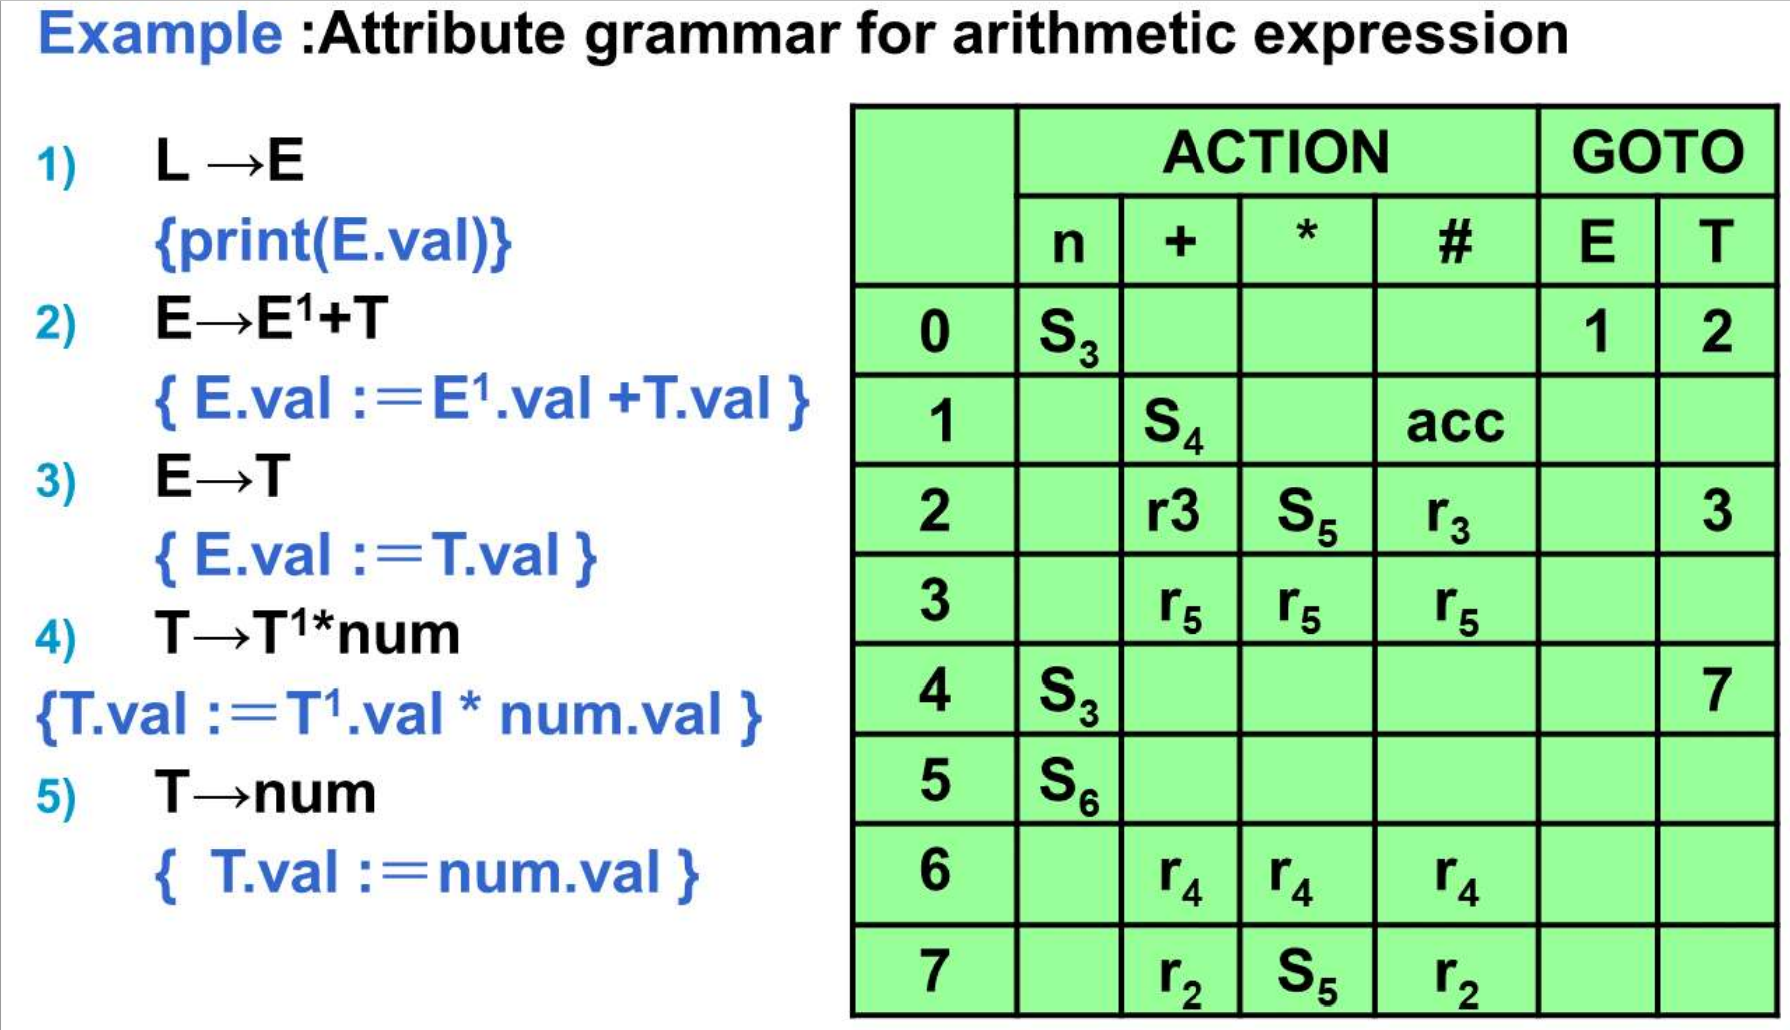 Example :Attribute grammar for arithmetic expression
1) L →E
{print(E.val)}
2) E→E¹+T
{ E.val :＝E¹.val +T.val }
3) E→T
{ E.val :＝T.val }
4) T→T¹*num
{T.val :＝T¹.val * num.val }
5) T→num
{ T.val :＝num.val }
ACTION GOTO
n + * # E T
0 S₃ 1 2
1 S₄ acc
2 r3 S₅ r₃ 3
3 r₅ r₅ r₅
4 S₃ 7
5 S₆
6 r₄ r₄ r₄
7 r₂ S₅ r₂